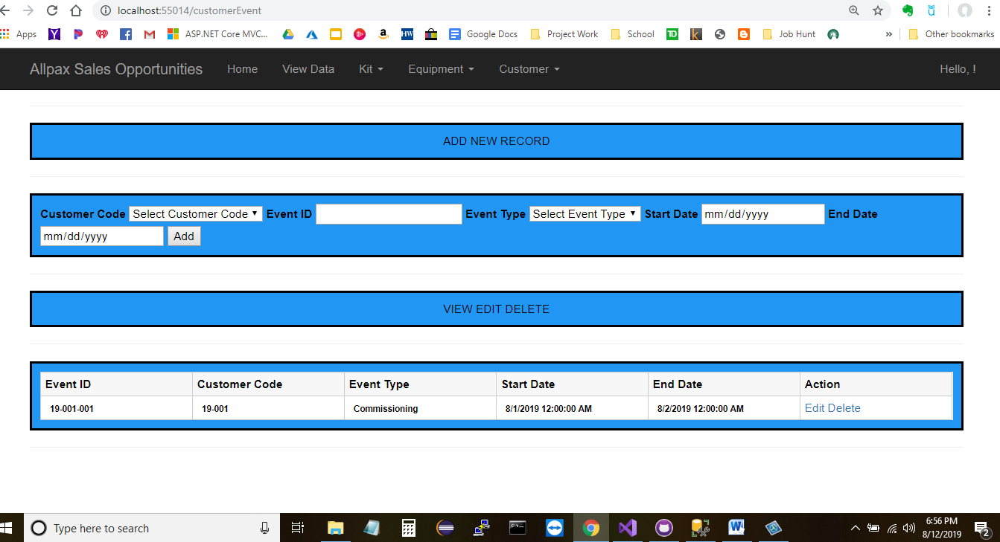 localhost:55014/customerEvent
Apps ASP.NET Core MVC... HW Google Docs Project Work School TD k Job Hunt » Other bookmarks
Allpax Sales Opportunities Home View Data Kit Equipment Customer Hello, !
ADD NEW RECORD
Customer Code Select Customer Code Event ID Event Type Select Event Type Start Date mm/dd/yyyy End Date
mm/dd/yyyy Add
VIEW EDIT DELETE
Event ID Customer Code Event Type Start Date End Date Action
19-001-001 19-001 Commissioning 8/1/2019 12:00:00 AM 8/2/2019 12:00:00 AM Edit Delete
Type here to search
6:56 PM
8/12/2019
2